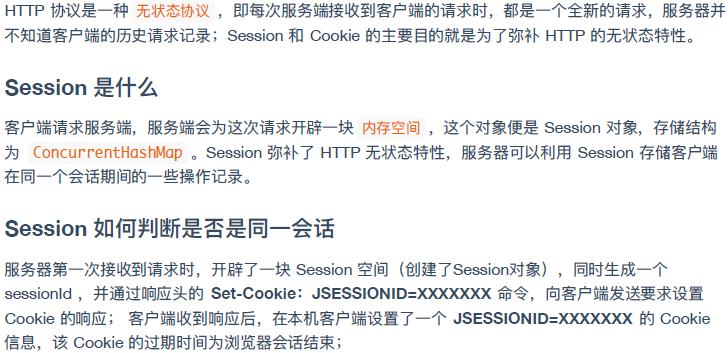 HTTP 协议是一种 无状态协议 ，即每次服务端接收到客户端的请求时，都是一个全新的请求，服务器并
不知道客户端的历史请求记录；Session 和 Cookie 的主要目的就是为了弥补 HTTP 的无状态特性。
Session 是什么
客户端请求服务端，服务端会为这次请求开辟一块 内存空间 ，这个对象便是 Session 对象，存储结构
为 ConcurrentHashMap 。Session 弥补了 HTTP 无状态特性，服务器可以利用 Session 存储客户端
在同一个会话期间的一些操作记录。
Session 如何判断是否是同一会话
服务器第一次接收到请求时，开辟了一块 Session 空间（创建了Session对象），同时生成一个
sessionId ，并通过响应头的 Set-Cookie：JSESSIONID=XXXXXXX 命令，向客户端发送要求设置
Cookie 的响应； 客户端收到响应后，在本机客户端设置了一个 JSESSIONID=XXXXXXX 的 Cookie
信息，该 Cookie 的过期时间为浏览器会话结束；